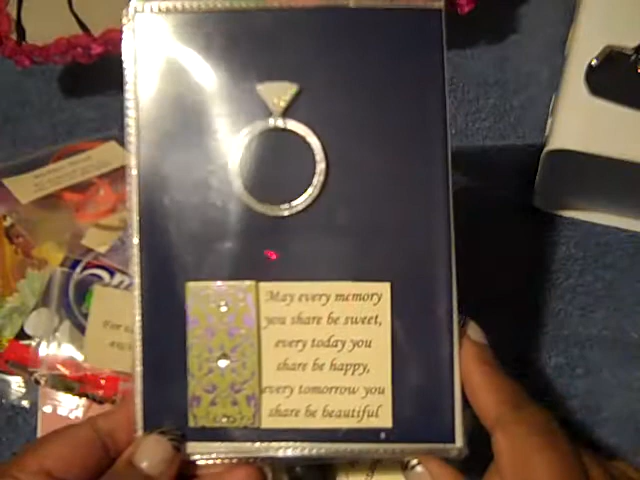 May every memory
you share be sweet,
every today you
share be happy,
every tomorrow you
share be beautiful